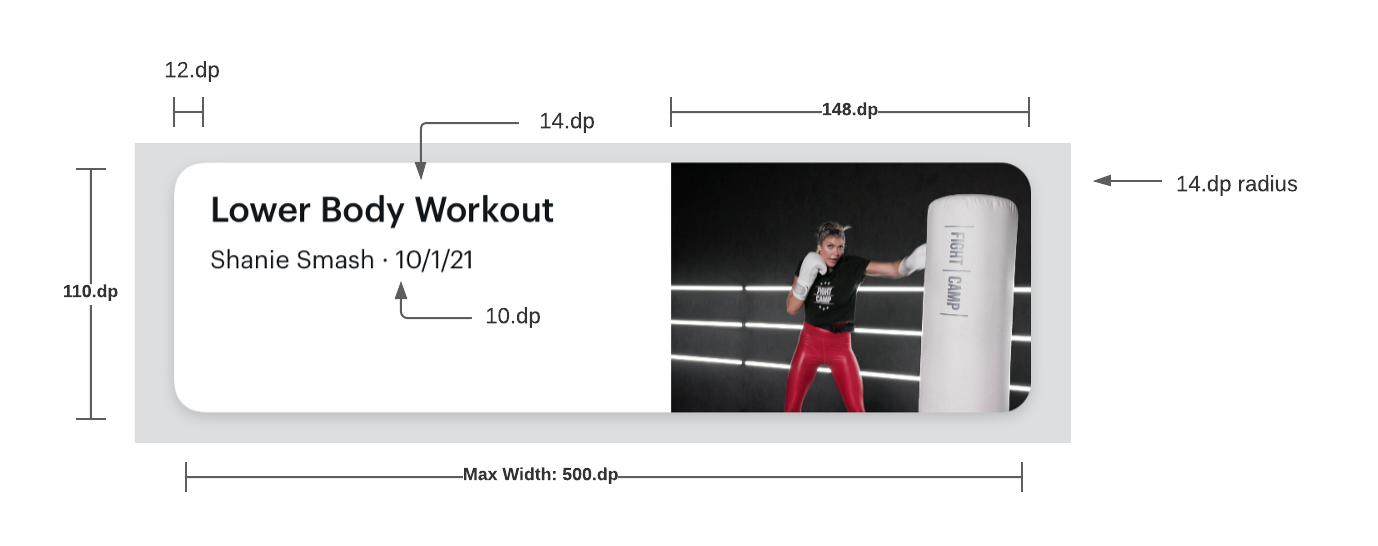 12.dp
14.dp
148.dp
14.dp radius
Lower Body Workout
Shanie Smash · 10/1/21
110.dp
10.dp
FIGHT CAMP
FIGHT
CAMP
Max Width: 500.dp